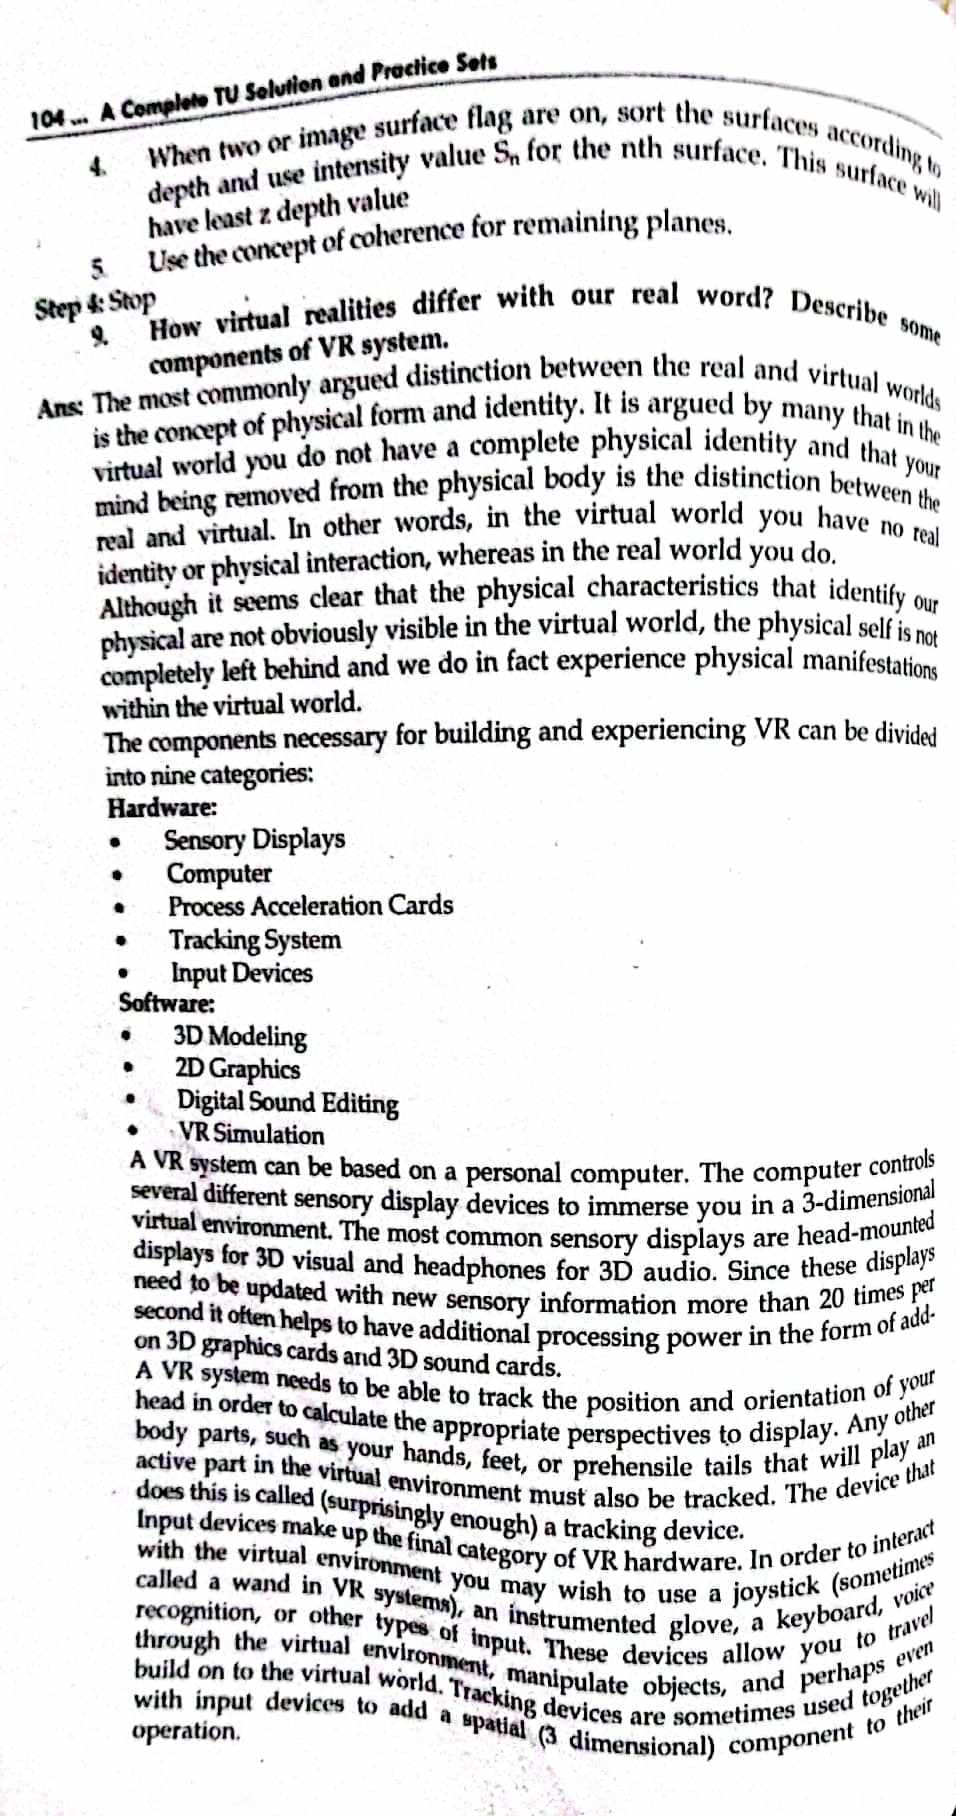 104 ... A Complete TU Solution and Practice Sets
4. When two or image surface flag are on, sort the surfaces according to
depth and use intensity value Sn for the nth surface. This surface will
have least z depth value
5. Use the concept of coherence for remaining planes.
Step 4: Stop
9. How virtual realities differ with our real word? Describe some
components of VR system.
Ans: The most commonly argued distinction between the real and virtual worlds
is the concept of physical form and identity. It is argued by many that in the
virtual world you do not have a complete physical identity and that your
mind being removed from the physical body is the distinction between the
real and virtual. In other words, in the virtual world you have no real
identity or physical interaction, whereas in the real world you do.
Although it seems clear that the physical characteristics that identify our
physical are not obviously visible in the virtual world, the physical self is not
completely left behind and we do in fact experience physical manifestations
within the virtual world.
The components necessary for building and experiencing VR can be divided
into nine categories:
Hardware:
• Sensory Displays
• Computer
• Process Acceleration Cards
• Tracking System
• Input Devices
Software:
• 3D Modeling
• 2D Graphics
• Digital Sound Editing
• VR Simulation
A VR system can be based on a personal computer. The computer controls
several different sensory display devices to immerse you in a 3-dimensional
virtual environment. The most common sensory displays are head-mounted
displays for 3D visual and headphones for 3D audio. Since these displays
need to be updated with new sensory information more than 20 times per
second it often helps to have additional processing power in the form of add-
on 3D graphics cards and 3D sound cards.
A VR system needs to be able to track the position and orientation of your
head in order to calculate the appropriate perspectives to display. Any other
body parts, such as your hands, feet, or prehensile tails that will play an
active part in the virtual environment must also be tracked. The device that
does this is called (surprisingly enough) a tracking device.
Input devices make up the final category of VR hardware. In order to interact
with the virtual environment you may wish to use a joystick (sometimes
called a wand in VR systems), an instrumented glove, a keyboard, voice
recognition, or other types of input. These devices allow you to travel
through the virtual environment, manipulate objects, and perhaps even
build on to the virtual world. Tracking devices are sometimes used together
with input devices to add a spatial (3 dimensional) component to their
operation.